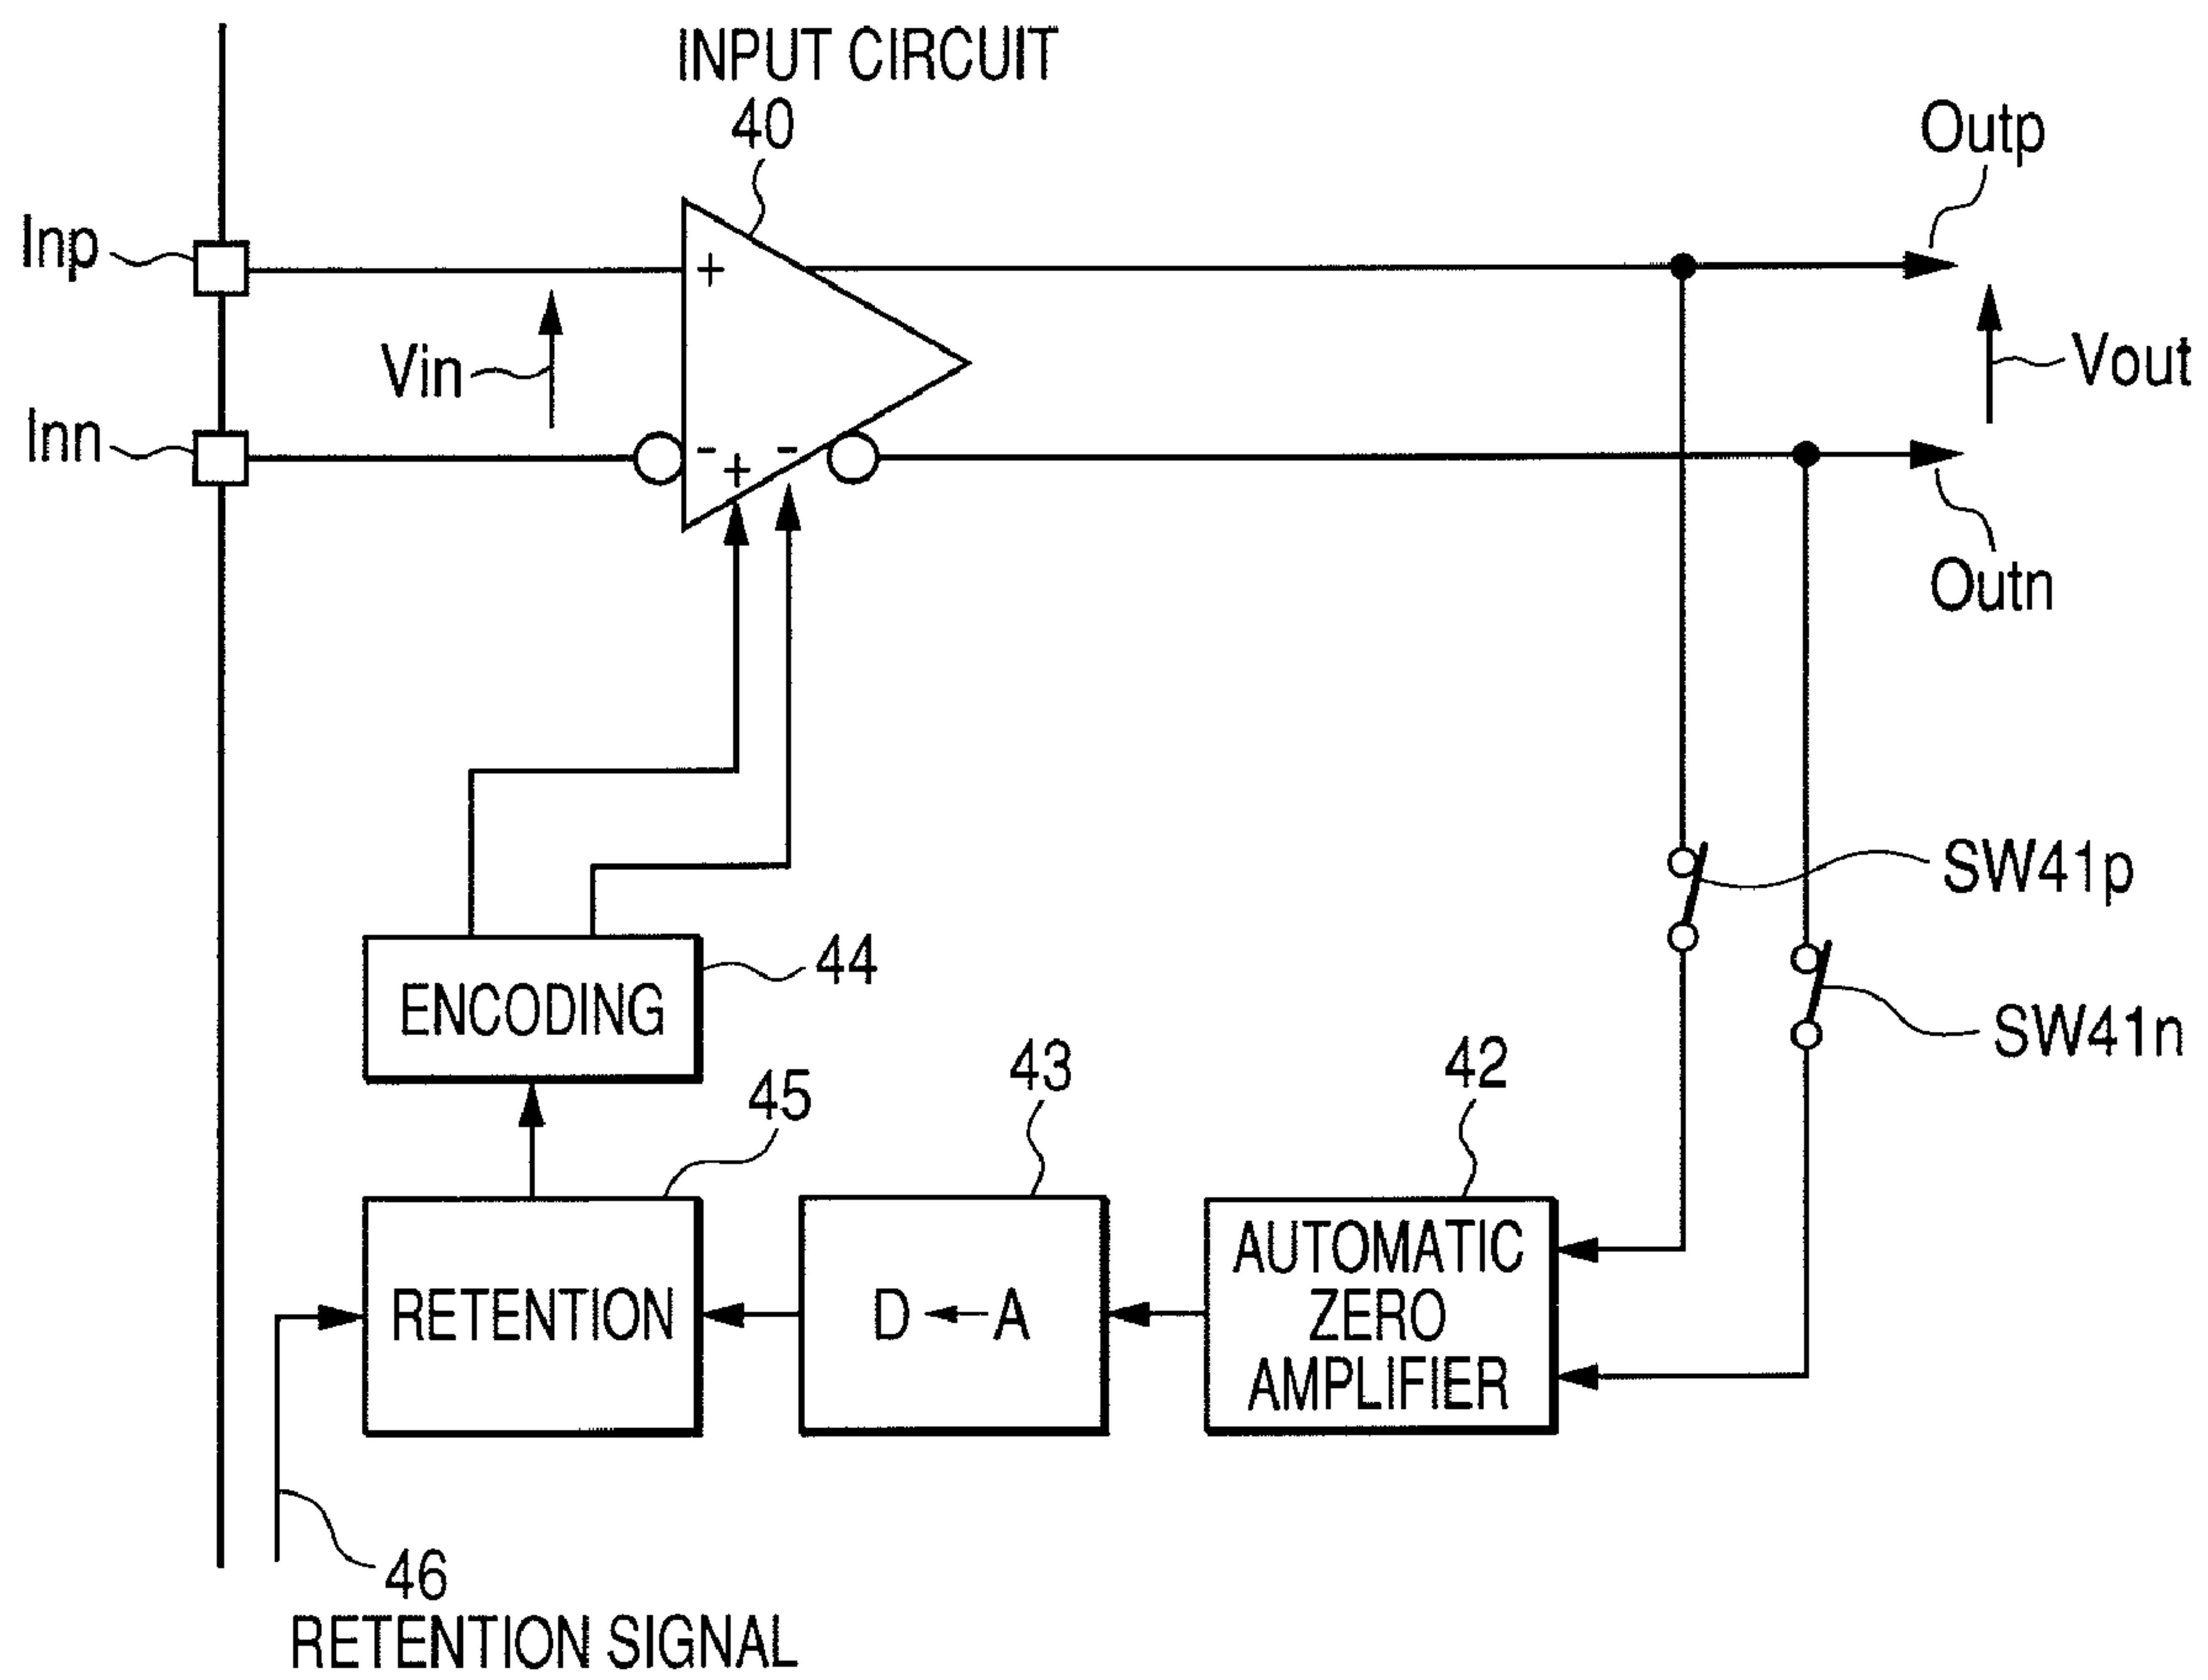 INPUT CIRCUIT
40
Outp
Inp
+
Vin
Vout
Inn
- + -
Outn
SW41p
44
ENCODING
SW41n
43
42
45
AUTOMATIC
ZERO
AMPLIFIER
RETENTION
D ← A
46
RETENTION SIGNAL